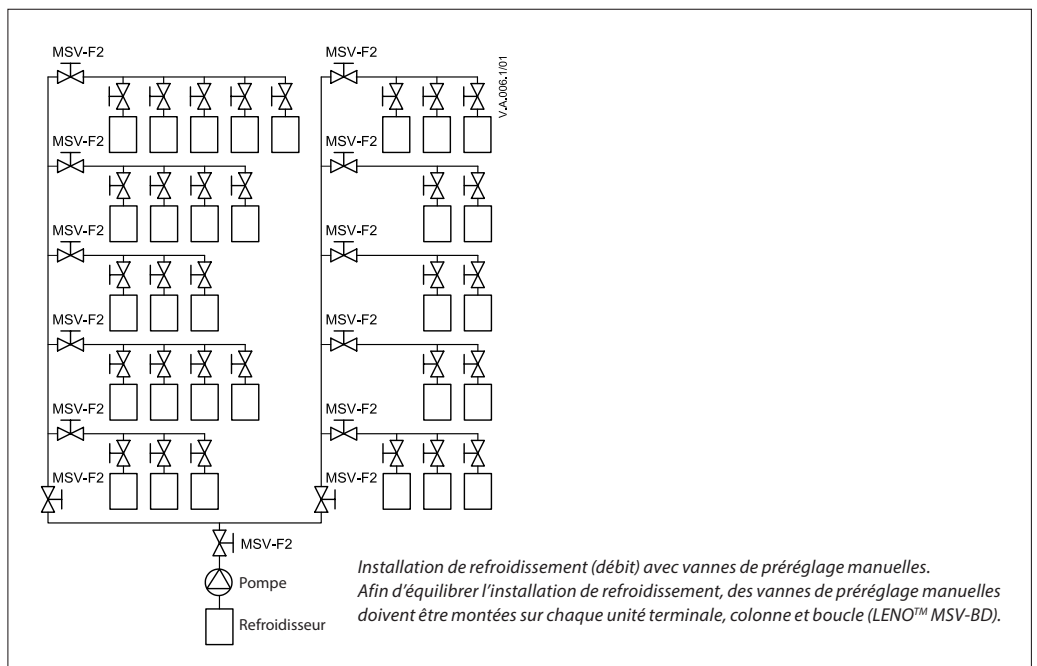 MSV-F2
MSV-F2
V.A.006.1/01
MSV-F2
MSV-F2
MSV-F2
MSV-F2
MSV-F2
MSV-F2
MSV-F2
MSV-F2
MSV-F2
MSV-F2
MSV-F2
Pompe
Refroidisseur
Installation de refroidissement (débit) avec vannes de préréglage manuelles.
Afin d’équilibrer l’installation de refroidissement, des vannes de préréglage manuelles
doivent être montées sur chaque unité terminale, colonne et boucle (LENO™ MSV-BD).